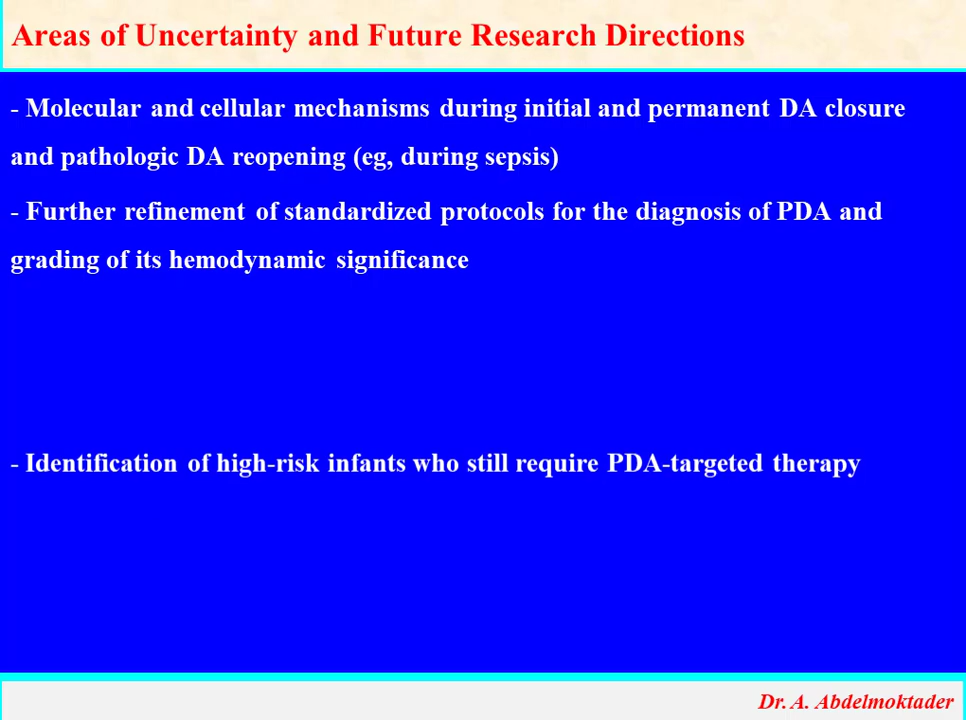 Areas of Uncertainty and Future Research Directions
- Molecular and cellular mechanisms during initial and permanent DA closure
and pathologic DA reopening (eg, during sepsis)
- Further refinement of standardized protocols for the diagnosis of PDA and
grading of its hemodynamic significance
- Identification of high-risk infants who still require PDA-targeted therapy
Dr. A. Abdelmoktader